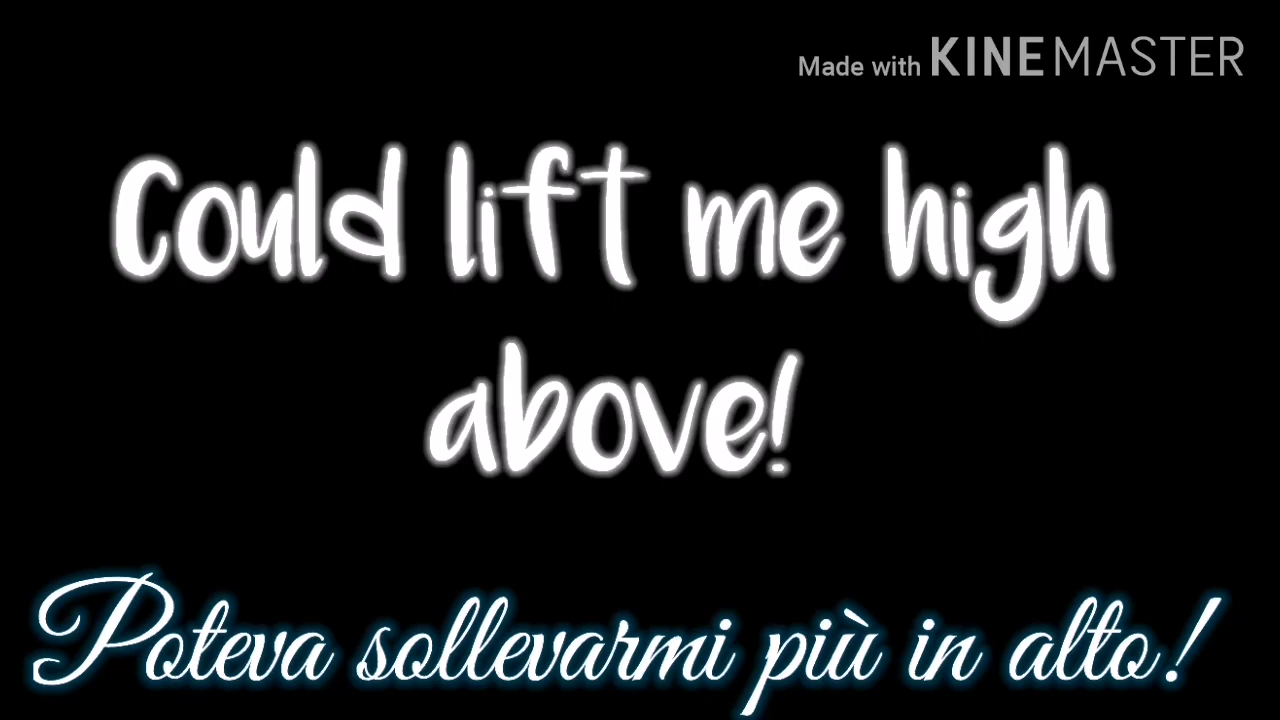 Made with KINEMASTER
Could lift me high
above!
Poteva sollevarmi più in alto!